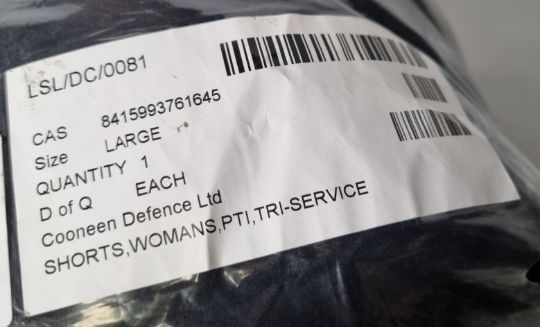 LSL/DC/0081
CAS 8415993761645
Size LARGE
QUANTITY 1
D of Q EACH
Cooneen Defence Ltd
SHORTS,WOMANS,PTI,TRI-SERVICE